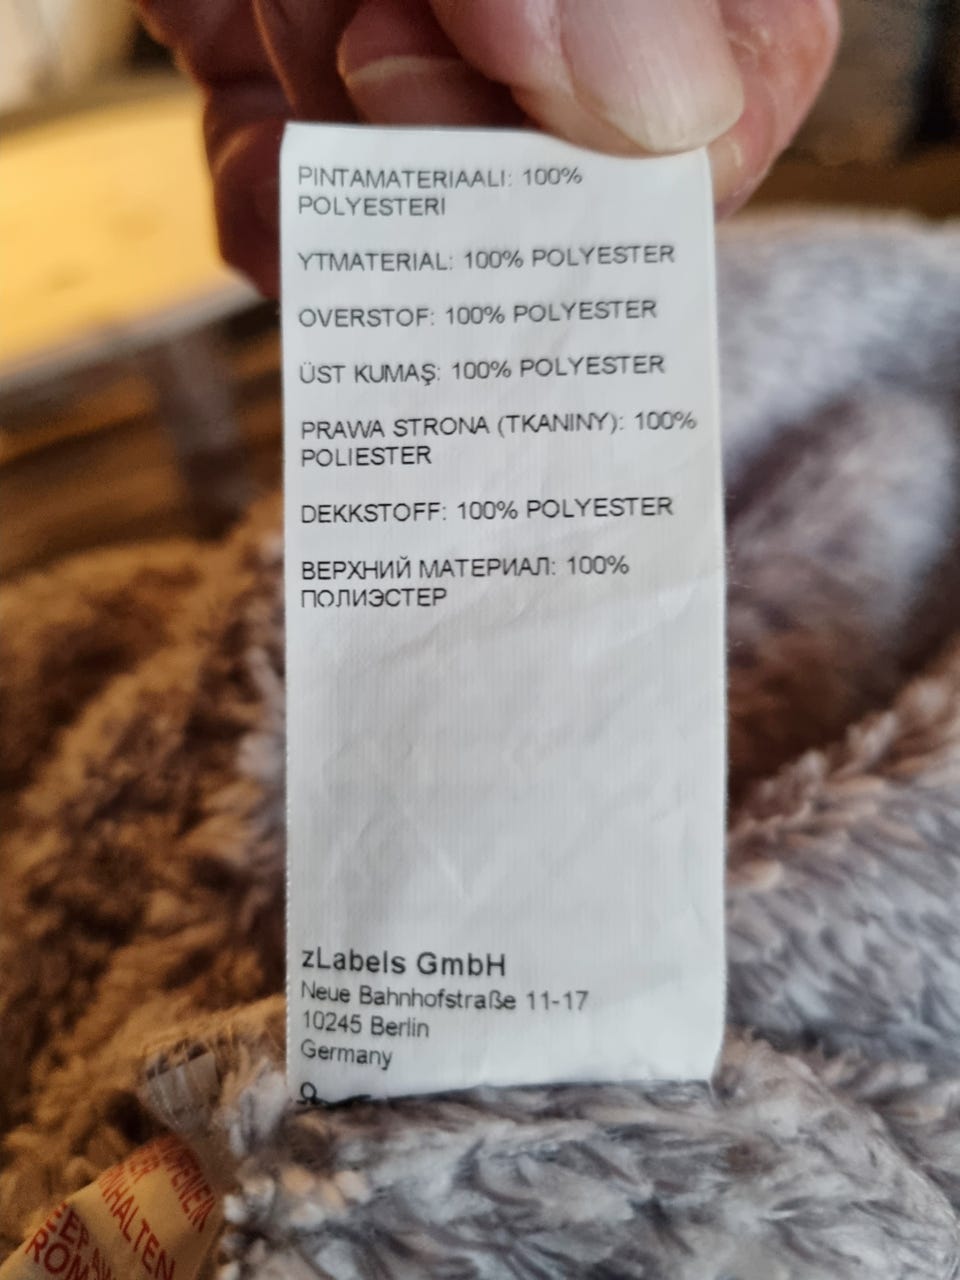 PINTAMATERIAALI: 100%
POLYESTERI
YTMATERIAL: 100% POLYESTER
OVERSTOF: 100% POLYESTER
ÜST KUMAŞ: 100% POLYESTER
PRAWA STRONA (TKANINY): 100%
POLIESTER
DEKKSTOFF: 100% POLYESTER
ВЕРХНИЙ МАТЕРИАЛ: 100%
ПОЛИЭСТЕР
zLabels GmbH
Neue Bahnhofstraße 11-17
10245 Berlin
Germany